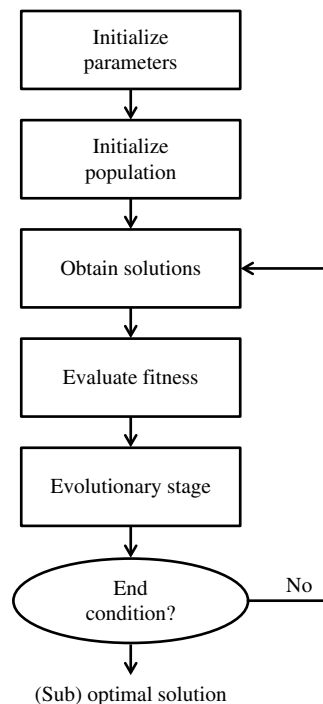 Initialize
parameters
Initialize
population
Obtain solutions
Evaluate fitness
Evolutionary stage
End
condition?
No
(Sub) optimal solution